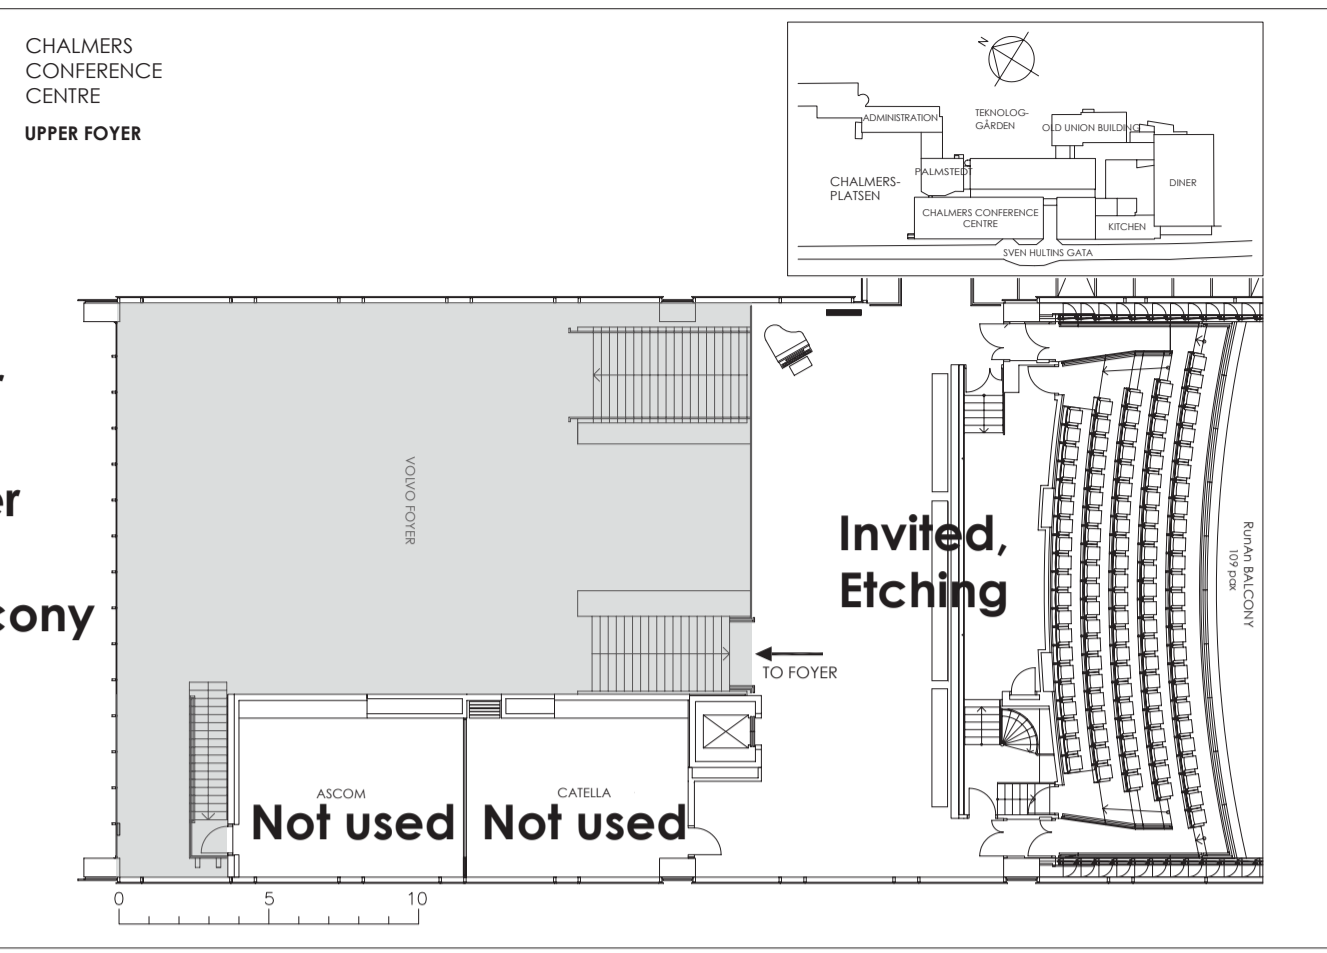 CHALMERS
CONFERENCE
CENTRE
UPPER FOYER
N
ADMINISTRATION
TEKNOLOG-
GÅRDEN
OLD UNION BUILDING
CHALMERS-
PLATSEN
PALMSTEDT
DINER
CHALMERS CONFERENCE
CENTRE
KITCHEN
SVEN HULTINS GATA
r
er
cony
VOLVO FOYER
Invited,
Etching
TO FOYER
RunAn BALCONY
109 pax
ASCOM
Not used
CATELLA
Not used
0 5 10